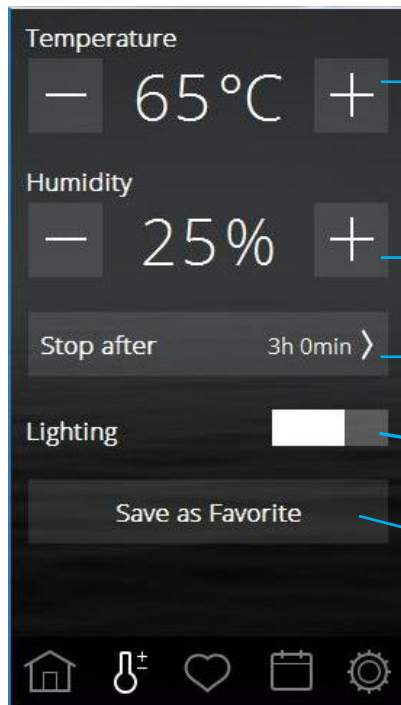 Temperature
— 65°C +
Humidity
— 25% +
Stop after 3h 0min ❭
Lighting
Save as Favorite